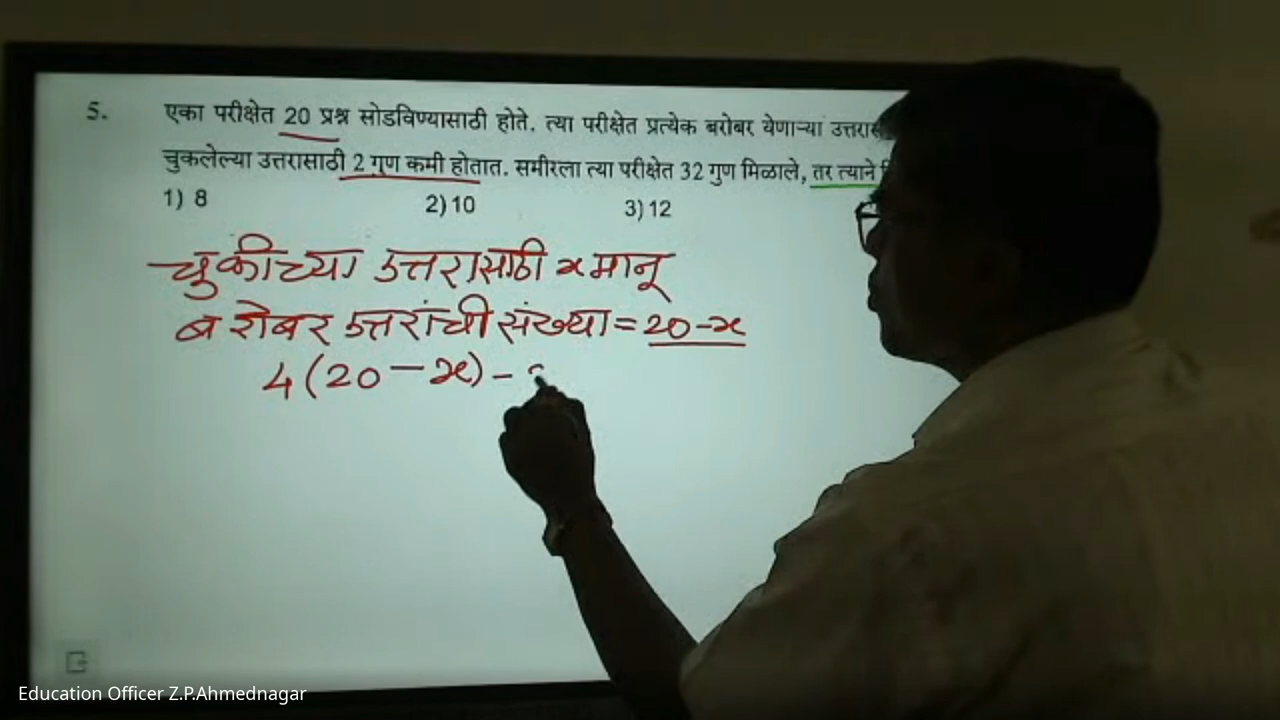 5. एका परीक्षेत 20 प्रश्न सोडविण्यासाठी होते. त्या परीक्षेत प्रत्येक बरोबर येणाऱ्या
चुकलेल्या उत्तरासाठी 2 गुण कमी होतात. समीरला त्या परीक्षेत 32 गुण मिळाले, तर त्याने
1) 8 2) 10 3) 12
चुकीच्या उत्तरासाठी x मानू
बरोबर उत्तरांची संख्या = 20-x
4(20-x)-
Education Officer Z.P.Ahmednagar